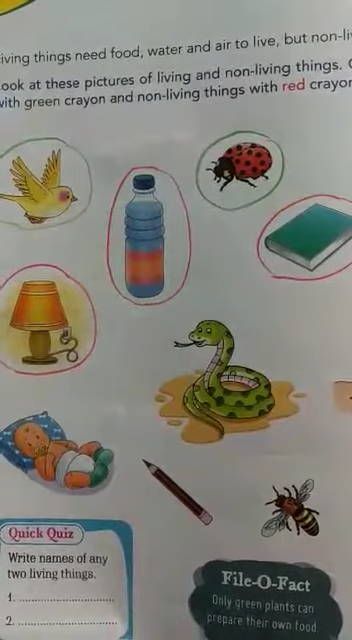 iving things need food, water and air to live, but non-li
ook at these pictures of living and non-living things.
with green crayon and non-living things with red crayon
Quick Quiz
Write names of any
two living things.
1. ..............................
2. ..............................
File-O-Fact
Only green plants can
prepare their own food.